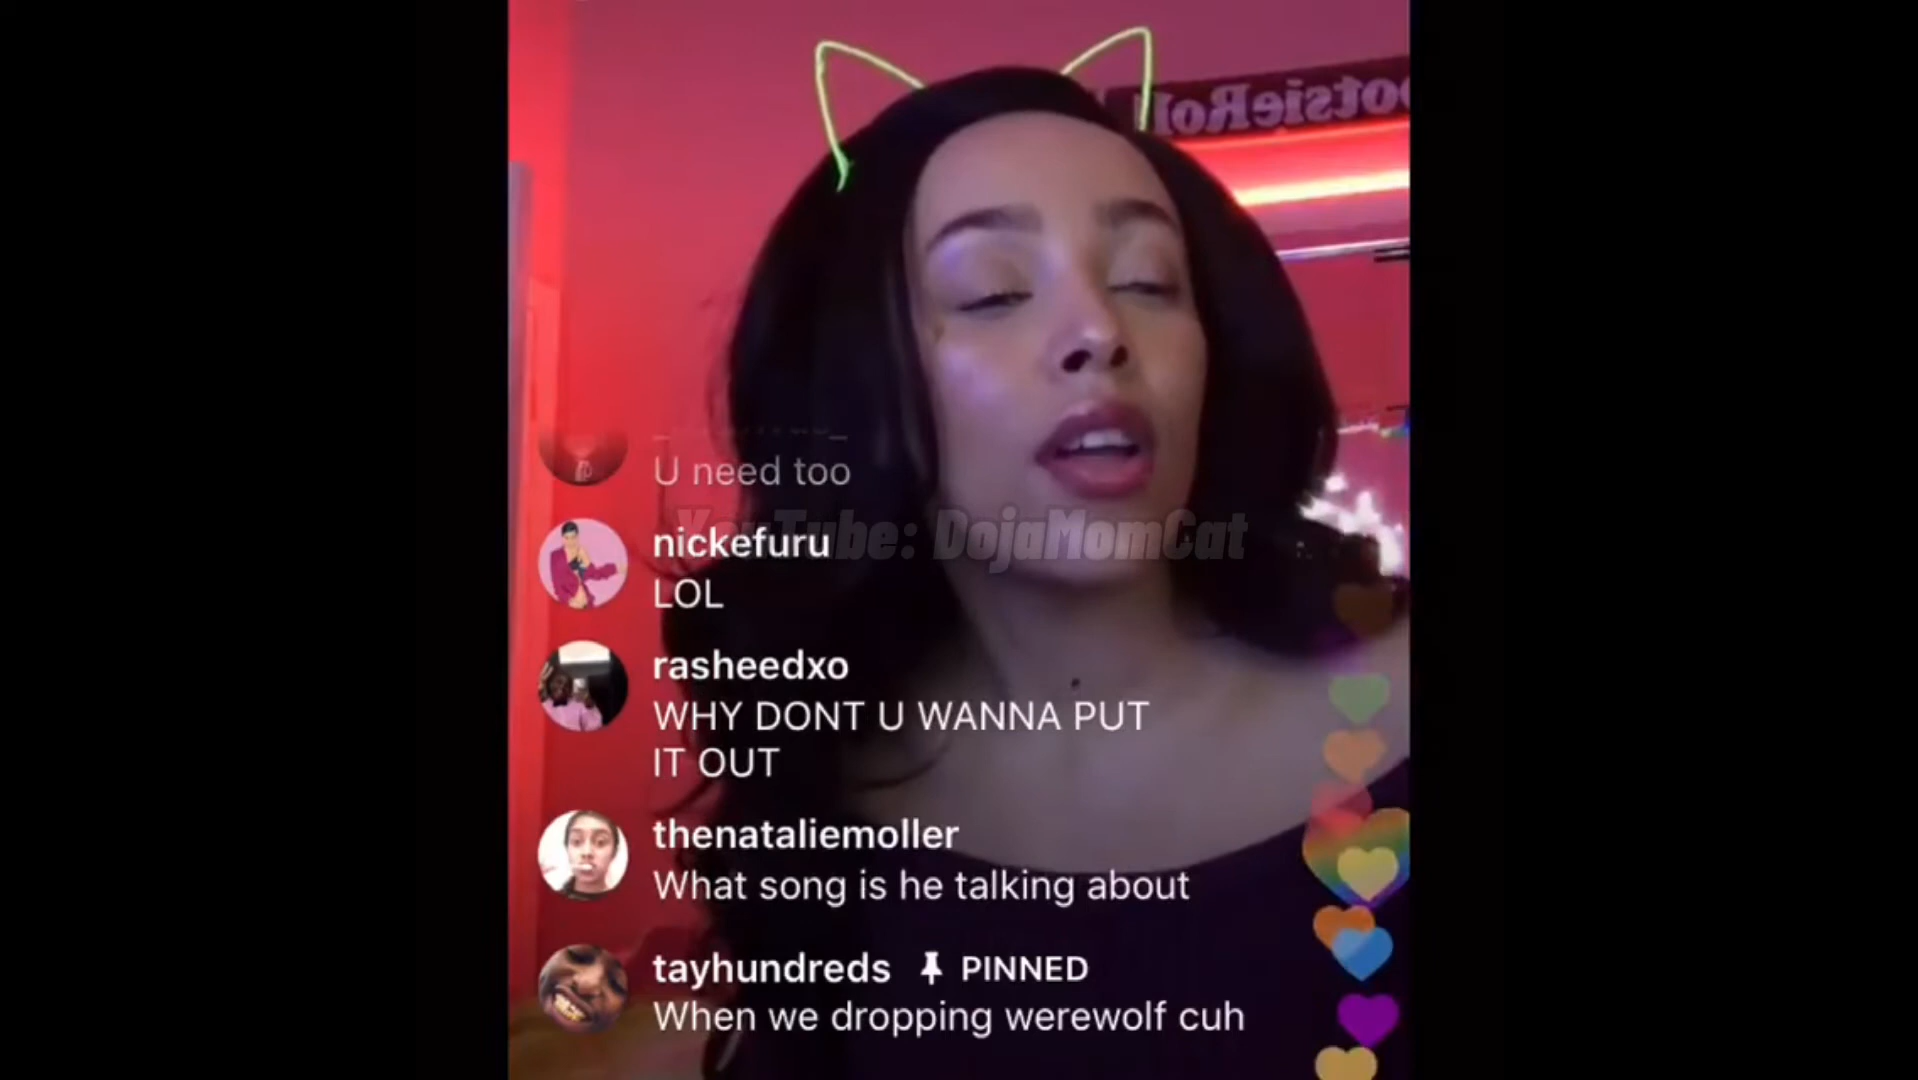 ootsieRol
U need too
YouTube: DojaMomCat
nickefuru
LOL
rasheedxo
WHY DONT U WANNA PUT
IT OUT
thenataliemoller
What song is he talking about
tayhundreds PINNED
When we dropping werewolf cuh